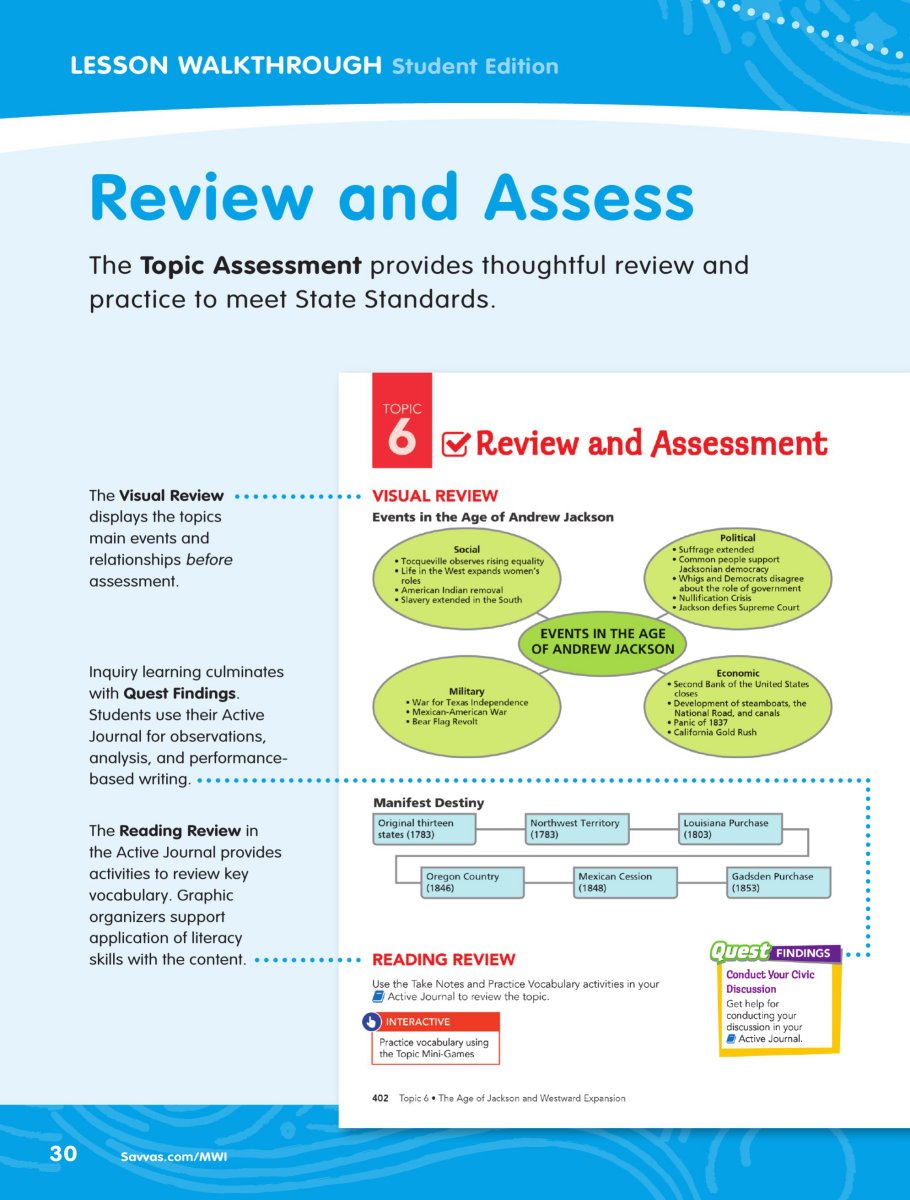 LESSON WALKTHROUGH Student Edition
Review and Assess
The Topic Assessment provides thoughtful review and
practice to meet State Standards.
The Visual Review
displays the topics
main events and
relationships before
assessment.
Inquiry learning culminates
with Quest Findings.
Students use their Active
Journal for observations,
analysis, and performance-
based writing.
The Reading Review in
the Active Journal provides
activities to review key
vocabulary. Graphic
organizers support
application of literacy
skills with the content.
TOPIC
6
Review and Assessment
VISUAL REVIEW
Events in the Age of Andrew Jackson
Social
• Tocqueville observes rising equality
• Life in the West expands women's
roles
• American Indian removal
• Slavery extended in the South
Political
• Suffrage extended
• Common people support
Jacksonian democracy
• Whigs and Democrats disagree
about the role of government
• Nullification Crisis
• Jackson defies Supreme Court
EVENTS IN THE AGE
OF ANDREW JACKSON
Military
• War for Texas Independence
• Mexican-American War
• Bear Flag Revolt
Economic
• Second Bank of the United States
closes
• Development of steamboats, the
National Road, and canals
• Panic of 1837
• California Gold Rush
Manifest Destiny
Original thirteen
states (1783)
Northwest Territory
(1783)
Louisiana Purchase
(1803)
Oregon Country
(1846)
Mexican Cession
(1848)
Gadsden Purchase
(1853)
READING REVIEW
Use the Take Notes and Practice Vocabulary activities in your
Active Journal to review the topic.
INTERACTIVE
Practice vocabulary using
the Topic Mini-Games
Quest FINDINGS
Conduct Your Civic
Discussion
Get help for
conducting your
discussion in your
Active Journal.
402 Topic 6 • The Age of Jackson and Westward Expansion
30 Savvas.com/MWI